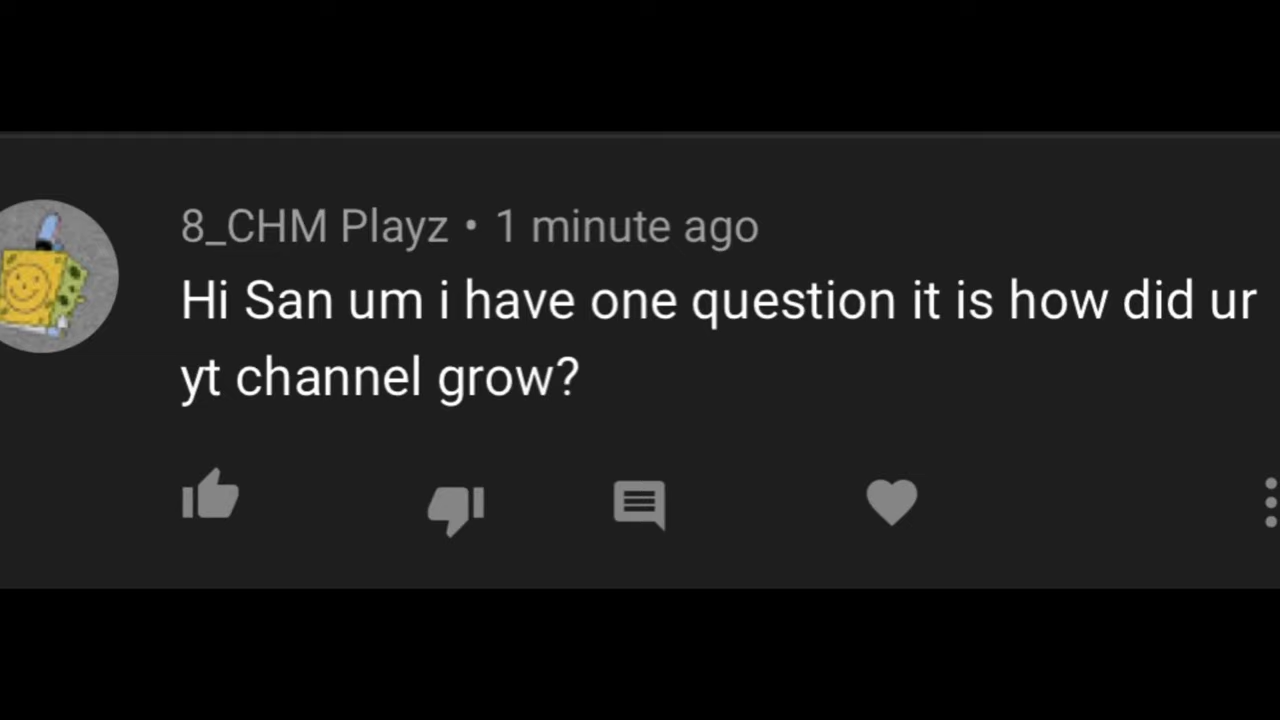 8_CHM Playz • 1 minute ago
Hi San um i have one question it is how did ur
yt channel grow?